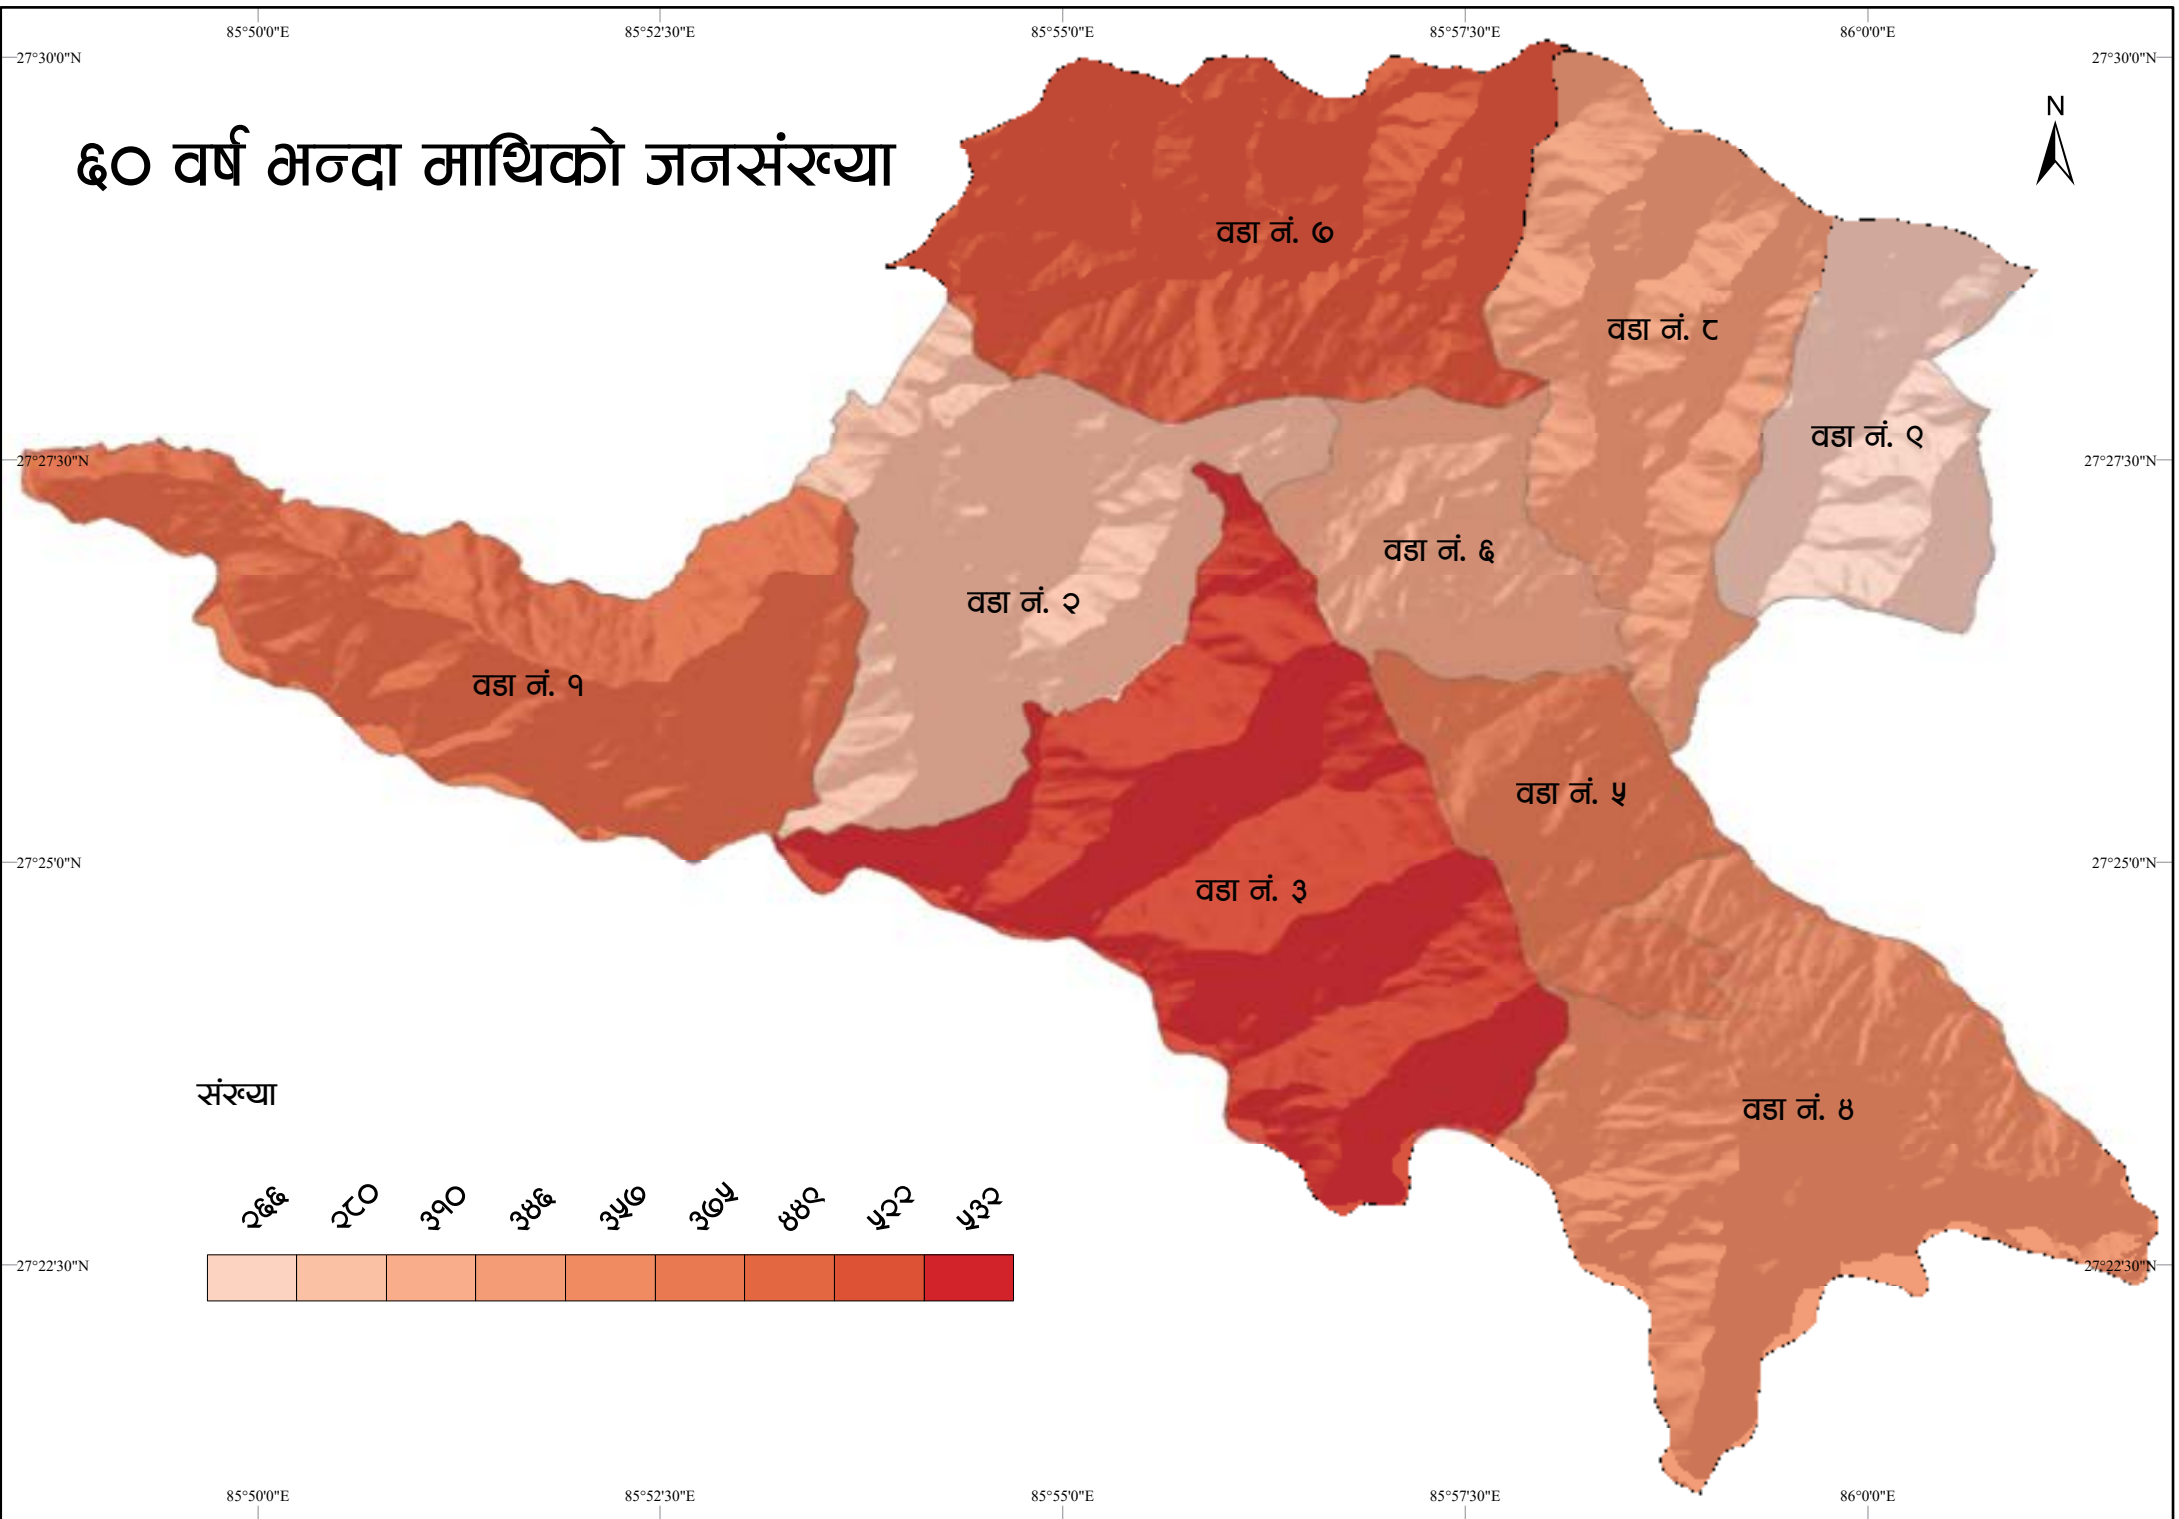 85°50'0"E 85°52'30"E 85°55'0"E 85°57'30"E 86°0'0"E
27°30'0"N 27°30'0"N
N
६० वर्ष भन्दा माथिको जनसंख्या
वडा नं. ७
वडा नं. ८
वडा नं. ९
27°27'30"N 27°27'30"N
वडा नं. ६
वडा नं. २
वडा नं. १
वडा नं. ५
27°25'0"N 27°25'0"N
वडा नं. ३
वडा नं. ४
संख्या
२६६ २८० ३१० ३४६ ३५७ ३७५ ४४९ ५२२ ५३२
27°22'30"N 27°22'30"N
85°50'0"E 85°52'30"E 85°55'0"E 85°57'30"E 86°0'0"E